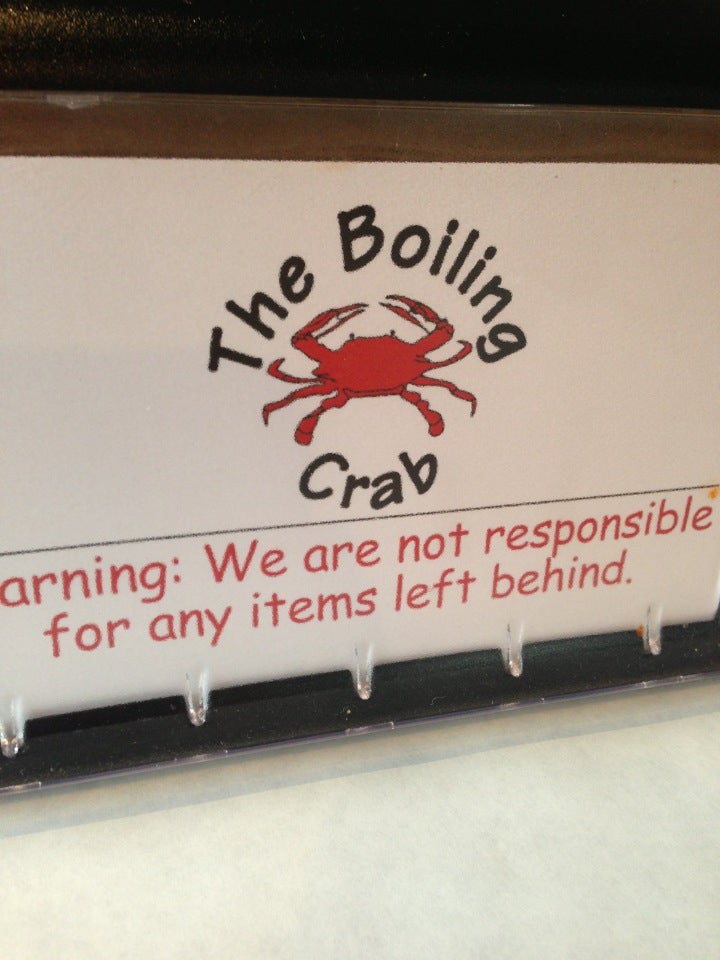 The Boiling
Crab
arning: We are not responsible
for any items left behind.